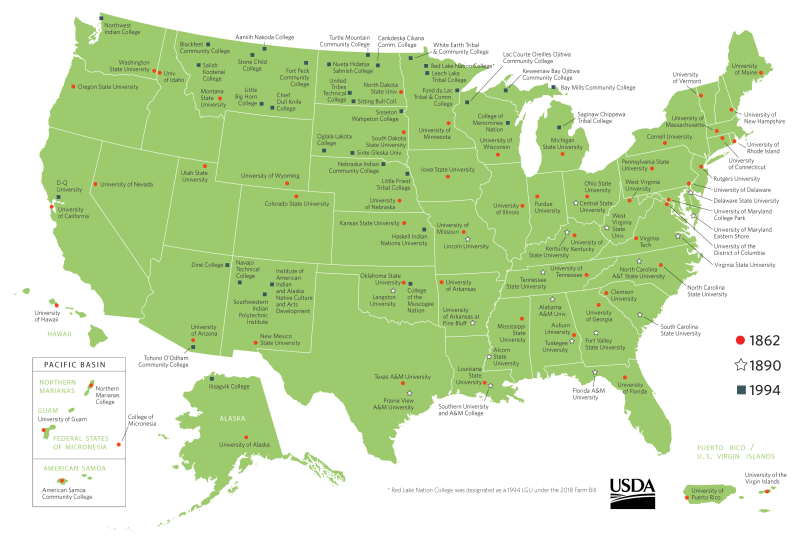 Northwest
Indian College
Washington
State University
Univ.
of Idaho
Oregon State University
Blackfeet
Community College
Aaniih Nakoda College
Stone Child
College
Salish
Kootenai
College
Fort Peck
Community College
Montana
State
University
Little
Big Horn
College
Chief
Dull Knife
College
Turtle Mountain
Community College
Cankdeska Cikana
Comm. College
White Earth Tribal
& Community College
Nueta Hidatsa
Sahnish College
Red Lake Nation College*
Leech Lake
Tribal College
United
Tribes
Technical
College
North Dakota
State Univ.
Fond du Lac
Tribal & Comm.
College
Sitting Bull Coll.
Sisseton
Wahpeton College
Lac Courte Oreilles Ojibwa
Community College
Keweenaw Bay Ojibwa
Community College
Bay Mills Community College
Saginaw Chippewa
Tribal College
College of
Menominee
Nation
University of
Minnesota
University of
Wisconsin
Michigan
State University
Oglala Lakota
College
South Dakota
State University
Sinte Gleska Univ.
Nebraska Indian
Community College
Little Priest
Tribal College
Iowa State University
University
of Nebraska
University of Wyoming
Colorado State University
Utah State
University
University of Nevada
D-Q
University
University
of California
Kansas State University
Haskell Indian
Nations University
University of
Missouri
Lincoln University
University
of Illinois
Purdue
University
Ohio State
University
Central State
University
Pennsylvania State
University
West Virginia
University
West
Virginia
State
Univ.
Virginia
Tech
Kentucky
State University
University of
Kentucky
University
of Vermont
University
of Maine
University of
New Hampshire
University of
Massachusetts
Cornell University
University of
Rhode Island
University
of Connecticut
Rutgers University
University of Delaware
Delaware State University
University of Maryland
College Park
University of Maryland
Eastern Shore
University of the
District of Columbia
Virginia State University
North Carolina
State University
North Carolina
A&T State University
Clemson
University
South Carolina
State University
University
of Georgia
Fort Valley
State University
University of
Tennessee
Tennessee
State
University
Alabama
A&M Univ.
Auburn
University
Tuskegee
University
Mississippi
State
University
Alcorn
State
University
University
of Arkansas
University of
Arkansas at
Pine Bluff
Oklahoma State
University
Langston
University
College of
the Muscogee
Nation
Diné College
Navajo
Technical
College
Institute of
American
Indian
and Alaska
Native Culture
and Arts
Development
Southwestern
Indian
Polytechnic
Institute
University
of Arizona
New Mexico
State University
Tohono O'Odham
Community College
Texas A&M University
Prairie View
A&M University
Louisiana
State
University
Southern University
and A&M College
Florida A&M
University
University
of Florida
University
of Hawaii
HAWAII
PACIFIC BASIN
NORTHERN
MARIANAS
Northern
Marianas
College
GUAM
University of Guam
FEDERAL STATES
OF MICRONESIA
College of
Micronesia
AMERICAN SAMOA
American Samoa
Community College
Ilisagvik College
ALASKA
University of Alaska
1862
1890
1994
PUERTO RICO /
U.S. VIRGIN ISLANDS
University of the
Virgin Islands
University of
Puerto Rico
* Red Lake Nation College was designated as a 1994 LGU under the 2018 Farm Bill.
USDA